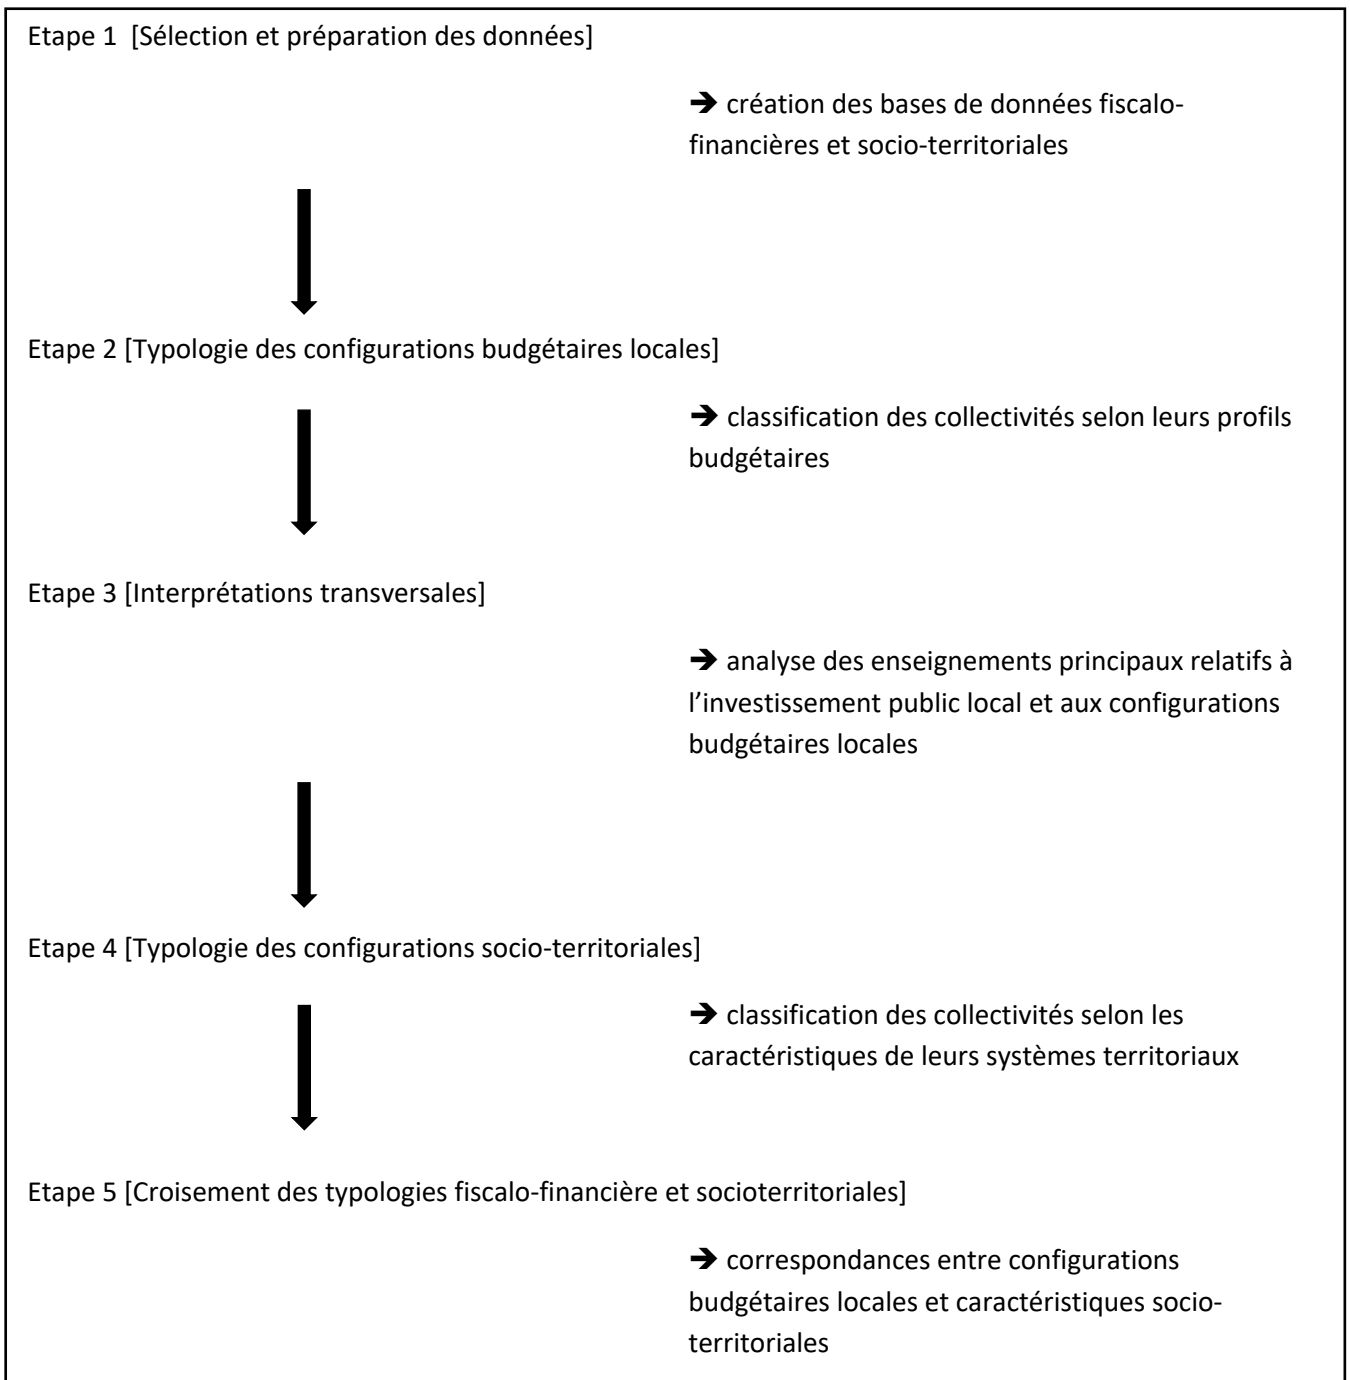 Etape 1  [Sélection et préparation des données]
➔ création des bases de données fiscalo-
financières et socio-territoriales
Etape 2 [Typologie des configurations budgétaires locales]
➔ classification des collectivités selon leurs profils
budgétaires
Etape 3 [Interprétations transversales]
➔ analyse des enseignements principaux relatifs à
l’investissement public local et aux configurations
budgétaires locales
Etape 4 [Typologie des configurations socio-territoriales]
➔ classification des collectivités selon les
caractéristiques de leurs systèmes territoriaux
Etape 5 [Croisement des typologies fiscalo-financière et socioterritoriales]
➔ correspondances entre configurations
budgétaires locales et caractéristiques socio-
territoriales